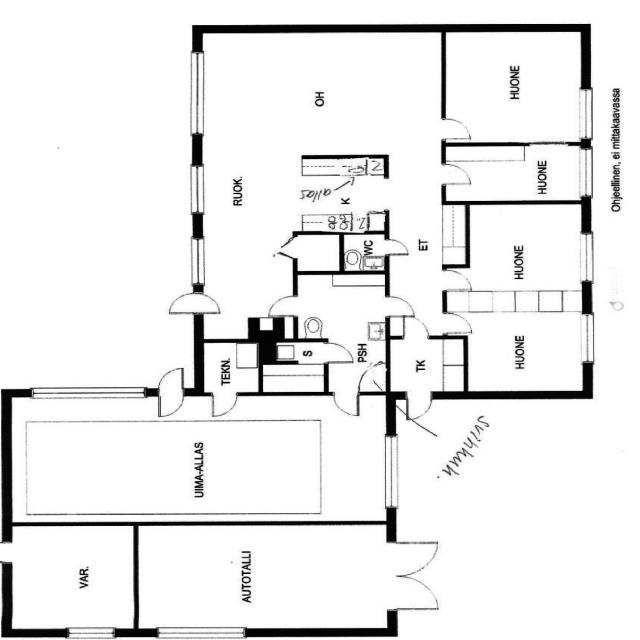 OH
HUONE
RUOK.
allas
K
HUONE
WC
ET
HUONE
HUONE
TEKN.
S
PSH
TK
UIMA-ALLAS
VAR.
AUTOTALLI
Ohjeellinen, ei mittakaavassa